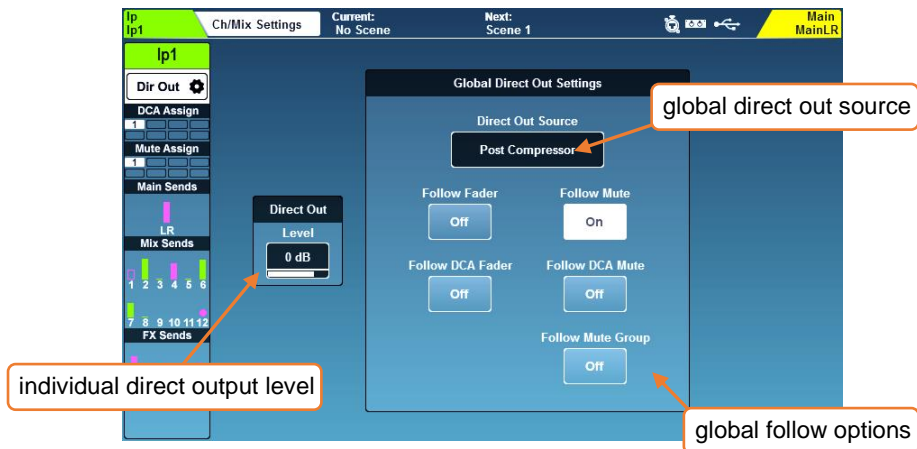 Ip
Ip1
Ch/Mix Settings
Current:
No Scene
Next:
Scene 1
Main
MainLR
Ip1
Dir Out
DCA Assign
1
Mute Assign
1
Main Sends
LR
Mix Sends
1 2 3 4 5 6
7 8 9 10 11 12
FX Sends
Direct Out
Level
0 dB
Global Direct Out Settings
Direct Out Source
Post Compressor
Follow Fader
Off
Follow Mute
On
Follow DCA Fader
Off
Follow DCA Mute
Off
Follow Mute Group
Off
global direct out source
individual direct output level
global follow options